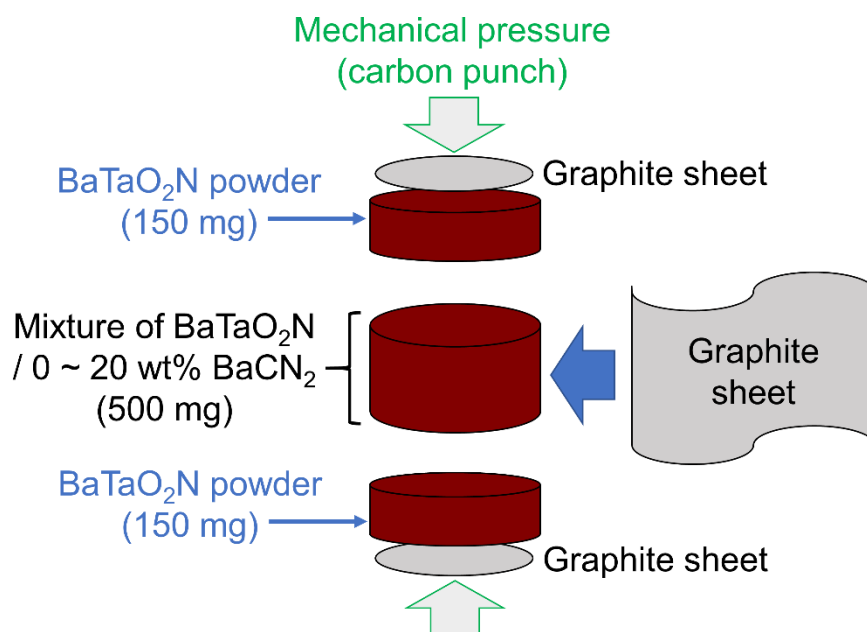 Mechanical pressure
(carbon punch)
Graphite sheet
BaTaO₂N powder
(150 mg)
Mixture of BaTaO₂N
/ 0 ~ 20 wt% BaCN₂
(500 mg)
Graphite
sheet
BaTaO₂N powder
(150 mg)
Graphite sheet